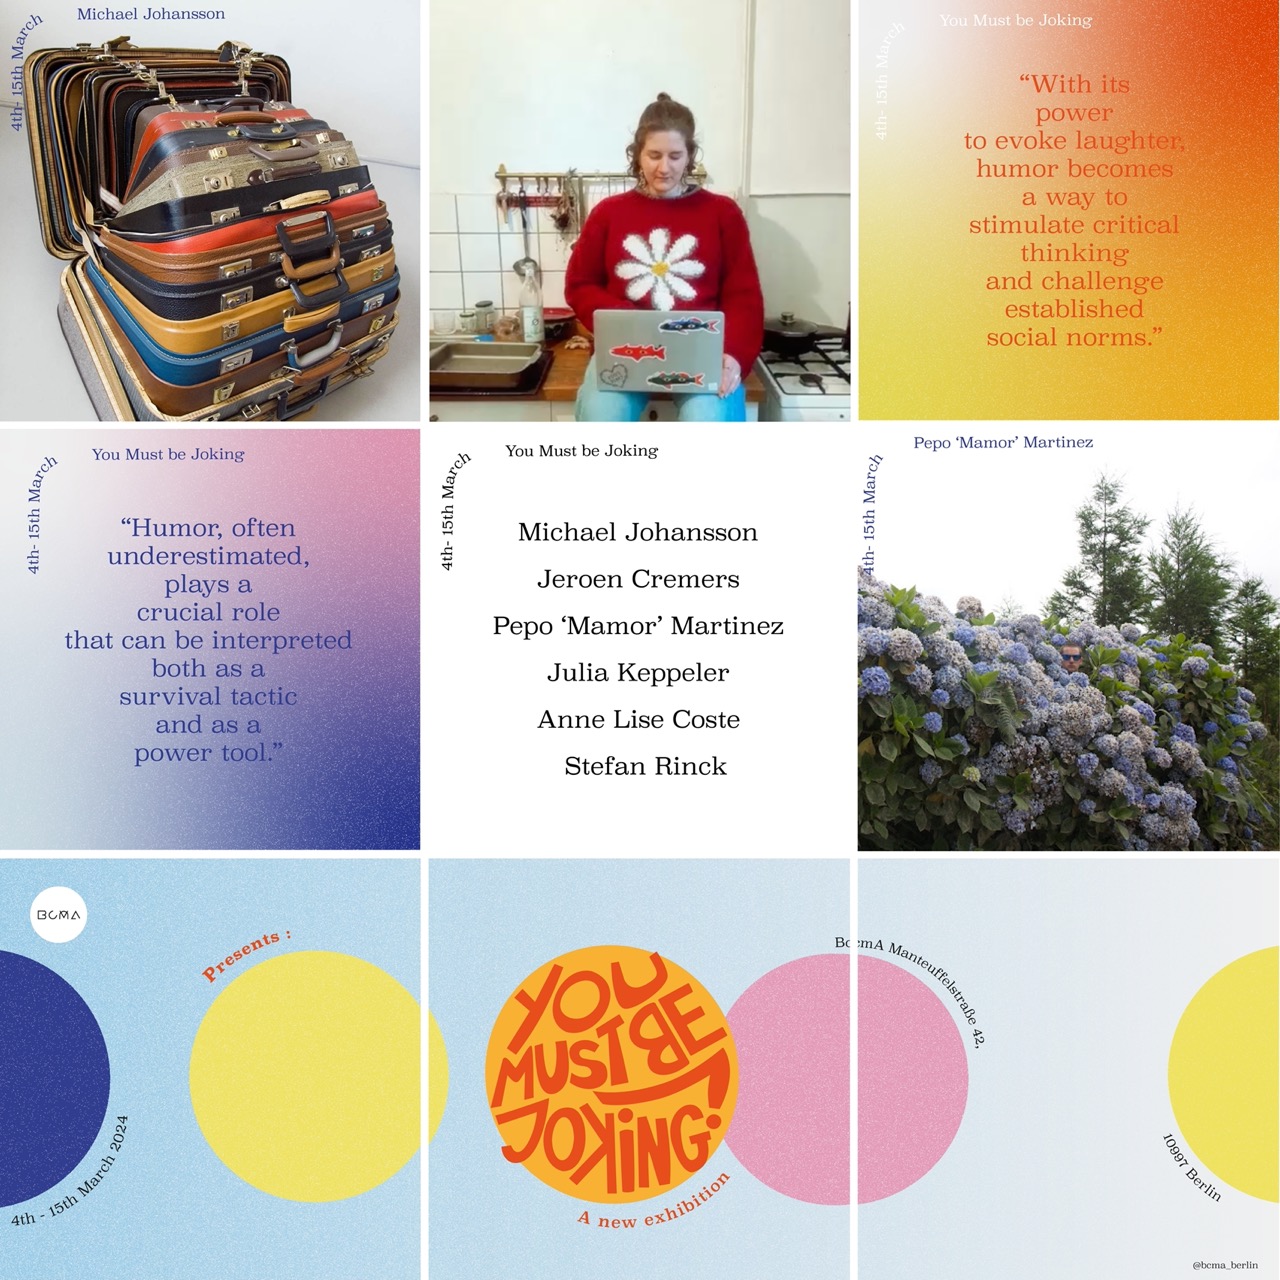 Michael Johansson
4th- 15th March
You Must be Joking
4th- 15th March
“With its
power
to evoke laughter,
humor becomes
a way to
stimulate critical
thinking
and challenge
established
social norms.”
You Must be Joking
4th- 15th March
“Humor, often
underestimated,
plays a
crucial role
that can be interpreted
both as a
survival tactic
and as a
power tool.”
You Must be Joking
4th- 15th March
Michael Johansson
Jeroen Cremers
Pepo ‘Mamor’ Martinez
Julia Keppeler
Anne Lise Coste
Stefan Rinck
Pepo ‘Mamor’ Martinez
4th- 15th March
BCMA
Presents :
4th - 15th March 2024
YOU
MUST BE
JOKING!
A new exhibition
BcmA Manteuffelstraße 42,
10997 Berlin
@bcma_berlin